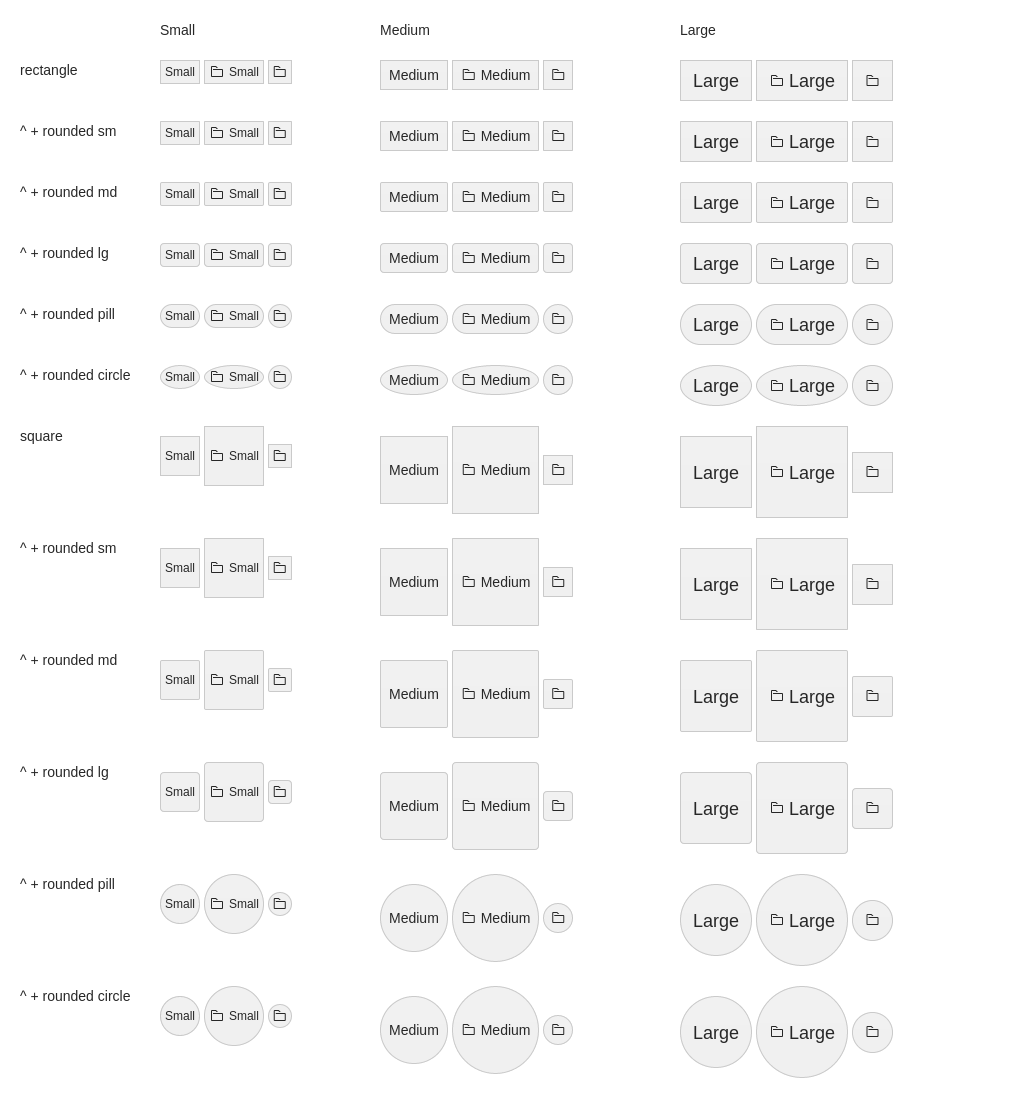 Small Medium Large
rectangle Small Small Medium Medium Large Large
^ + rounded sm Small Small Medium Medium Large Large
^ + rounded md Small Small Medium Medium Large Large
^ + rounded lg Small Small Medium Medium Large Large
^ + rounded pill Small Small Medium Medium Large Large
^ + rounded circle Small Small Medium Medium Large Large
square Small Small Medium Medium Large Large
^ + rounded sm Small Small Medium Medium Large Large
^ + rounded md Small Small Medium Medium Large Large
^ + rounded lg Small Small Medium Medium Large Large
^ + rounded pill Small Small Medium Medium Large Large
^ + rounded circle Small Small Medium Medium Large Large